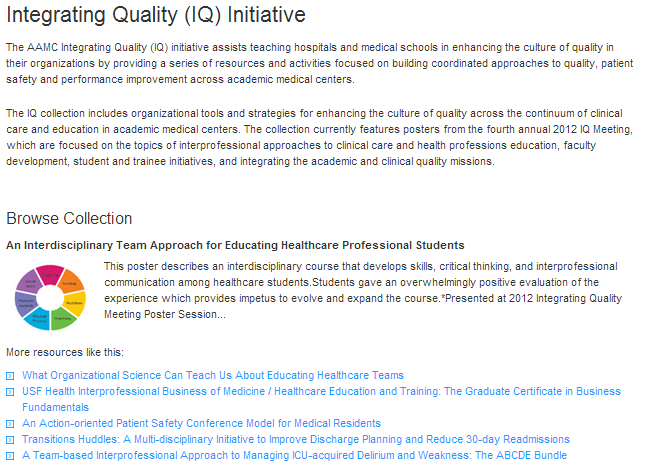 Integrating Quality (IQ) Initiative
The AAMC Integrating Quality (IQ) initiative assists teaching hospitals and medical schools in enhancing the culture of quality in
their organizations by providing a series of resources and activities focused on building coordinated approaches to quality, patient
safety and performance improvement across academic medical centers.
The IQ collection includes organizational tools and strategies for enhancing the culture of quality across the continuum of clinical
care and education in academic medical centers. The collection currently features posters from the fourth annual 2012 IQ Meeting,
which are focused on the topics of interprofessional approaches to clinical care and health professions education, faculty
development, student and trainee initiatives, and integrating the academic and clinical quality missions.
Browse Collection
An Interdisciplinary Team Approach for Educating Healthcare Professional Students
This poster describes an interdisciplinary course that develops skills, critical thinking, and interprofessional
communication among healthcare students.Students gave an overwhelmingly positive evaluation of the
experience which provides impetus to evolve and expand the course.*Presented at 2012 Integrating Quality
Meeting Poster Session...
More resources like this:
What Organizational Science Can Teach Us About Educating Healthcare Teams
USF Health Interprofessional Business of Medicine / Healthcare Education and Training: The Graduate Certificate in Business
Fundamentals
An Action-oriented Patient Safety Conference Model for Medical Residents
Transitions Huddles: A Multi-disciplinary Initiative to Improve Discharge Planning and Reduce 30-day Readmissions
A Team-based Interprofessional Approach to Managing ICU-acquired Delirium and Weakness: The ABCDE Bundle